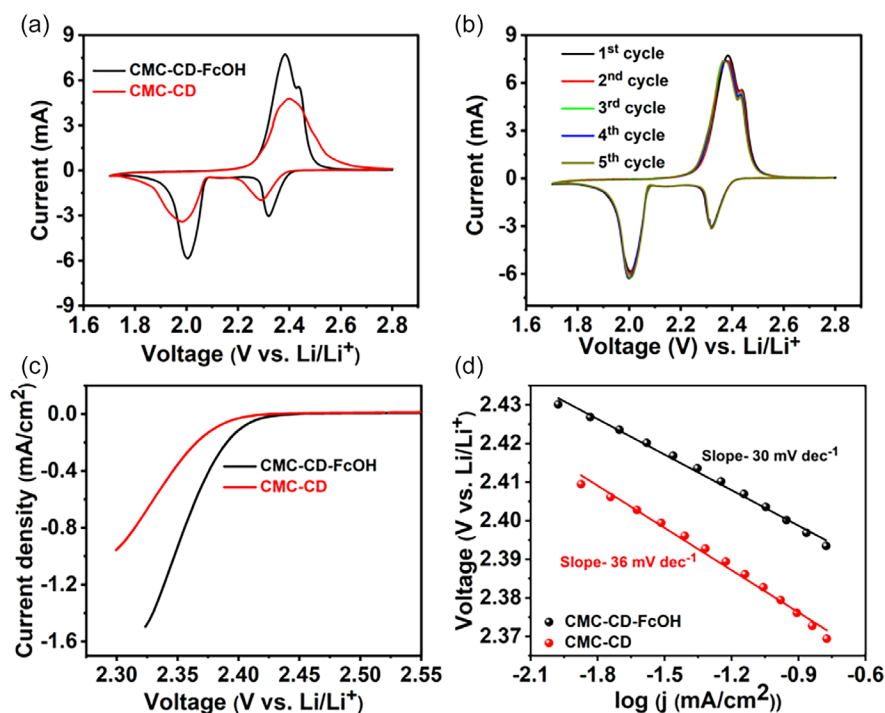 (a)
CMC-CD-FcOH
CMC-CD
Current (mA)
9
6
3
0
-3
-6
-9
1.6 1.8 2.0 2.2 2.4 2.6 2.8
Voltage (V vs. Li/Li⁺)
(b)
1ˢᵗ cycle
2ⁿᵈ cycle
3ʳᵈ cycle
4ᵗʰ cycle
5ᵗʰ cycle
Current (mA)
9
6
3
0
-3
-6
1.6 1.8 2.0 2.2 2.4 2.6 2.8
Voltage (V) vs. Li/Li⁺
(c)
CMC-CD-FcOH
CMC-CD
Current density (mA/cm²)
0.0
-0.4
-0.8
-1.2
-1.6
2.30 2.35 2.40 2.45 2.50 2.55
Voltage (V vs. Li/Li⁺)
(d)
Slope- 30 mV dec⁻¹
Slope- 36 mV dec⁻¹
CMC-CD-FcOH
CMC-CD
Voltage (V vs. Li/Li⁺)
2.43
2.42
2.41
2.40
2.39
2.38
2.37
-2.1 -1.8 -1.5 -1.2 -0.9 -0.6
log (j (mA/cm²))